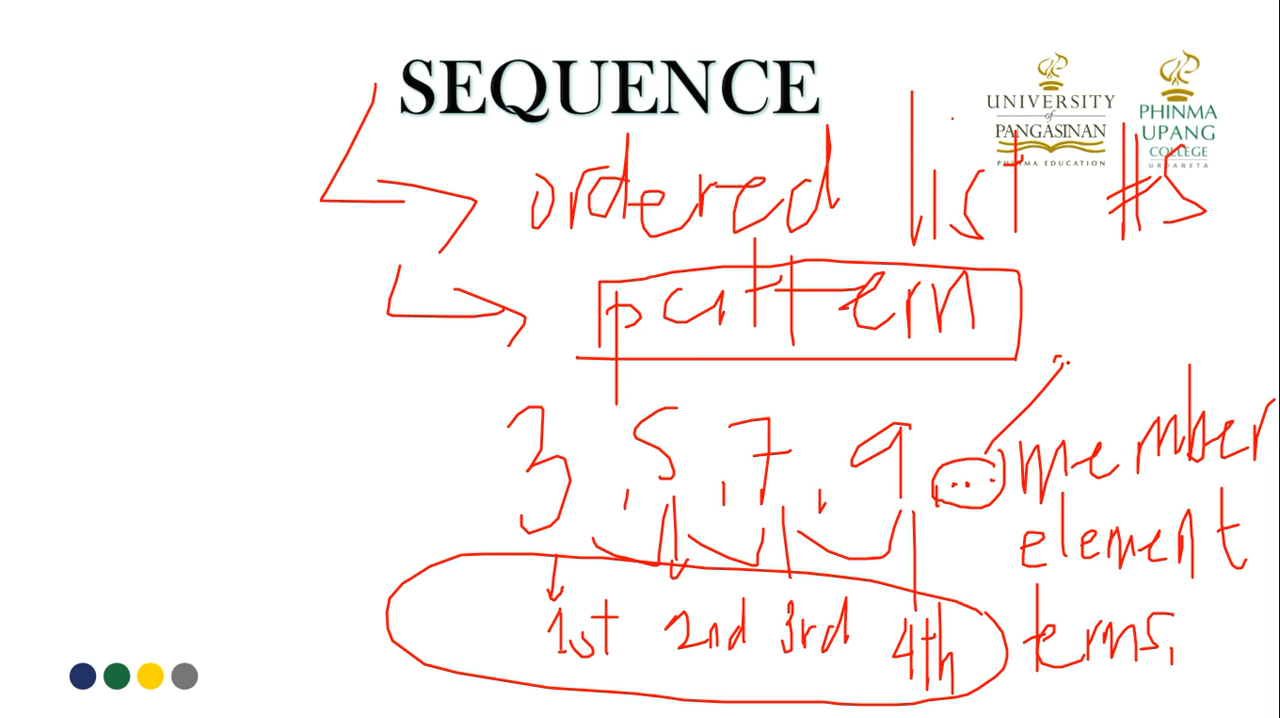 SEQUENCE
UNIVERSITY
of
PANGASINAN
PHINMA EDUCATION
PHINMA
UPANG
COLLEGE
URDANETA
ordered list #s
pattern
3, 5, 7, 9 ...
member
element
terms,
1st 2nd 3rd 4th